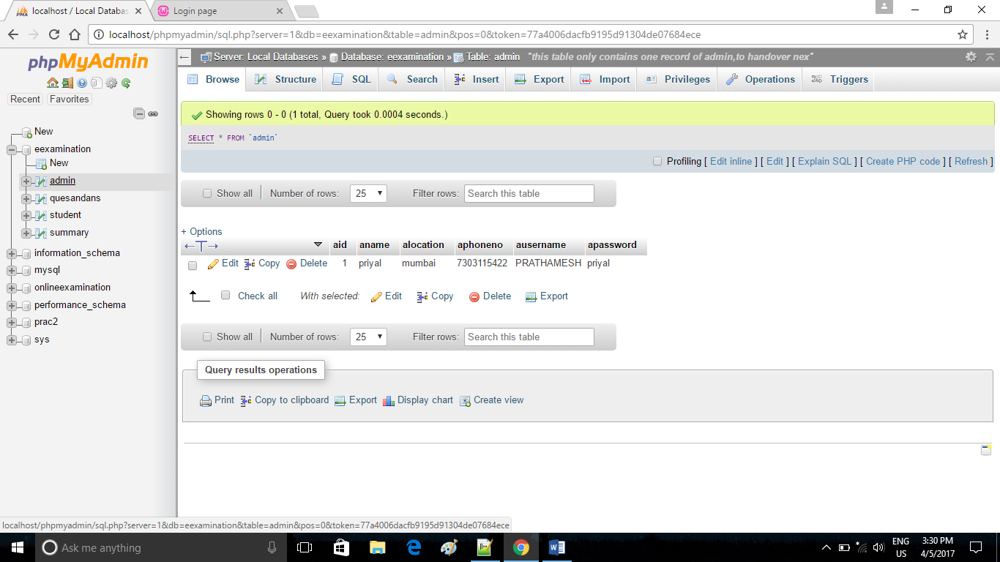 localhost / Local Databas
Login page
localhost/phpmyadmin/sql.php?server=1&db=eexamination&table=admin&pos=0&token=77a4006dacfb9195d91304de07684ece
phpMyAdmin
Recent Favorites
New
eexamination
New
admin
quesandans
student
summary
information_schema
mysql
onlineexamination
performance_schema
prac2
sys
Server: Local Databases » Database: eexamination » Table: admin "this table only contains one record of admin,to handover nex"
Browse Structure SQL Search Insert Export Import Privileges Operations Triggers
Showing rows 0 - 0 (1 total, Query took 0.0004 seconds.)
SELECT * FROM `admin`
Profiling [ Edit inline ] [ Edit ] [ Explain SQL ] [ Create PHP code ] [ Refresh ]
Show all Number of rows: 25 Filter rows: Search this table
+ Options
aid aname alocation aphoneno ausername apassword
Edit Copy Delete 1 priyal mumbai 7303115422 PRATHAMESH priyal
Check all With selected: Edit Copy Delete Export
Show all Number of rows: 25 Filter rows: Search this table
Query results operations
Print Copy to clipboard Export Display chart Create view
localhost/phpmyadmin/sql.php?server=1&db=eexamination&table=admin&pos=0&token=77a4006dacfb9195d91304de07684ece
Ask me anything
ENG
US
3:30 PM
4/5/2017